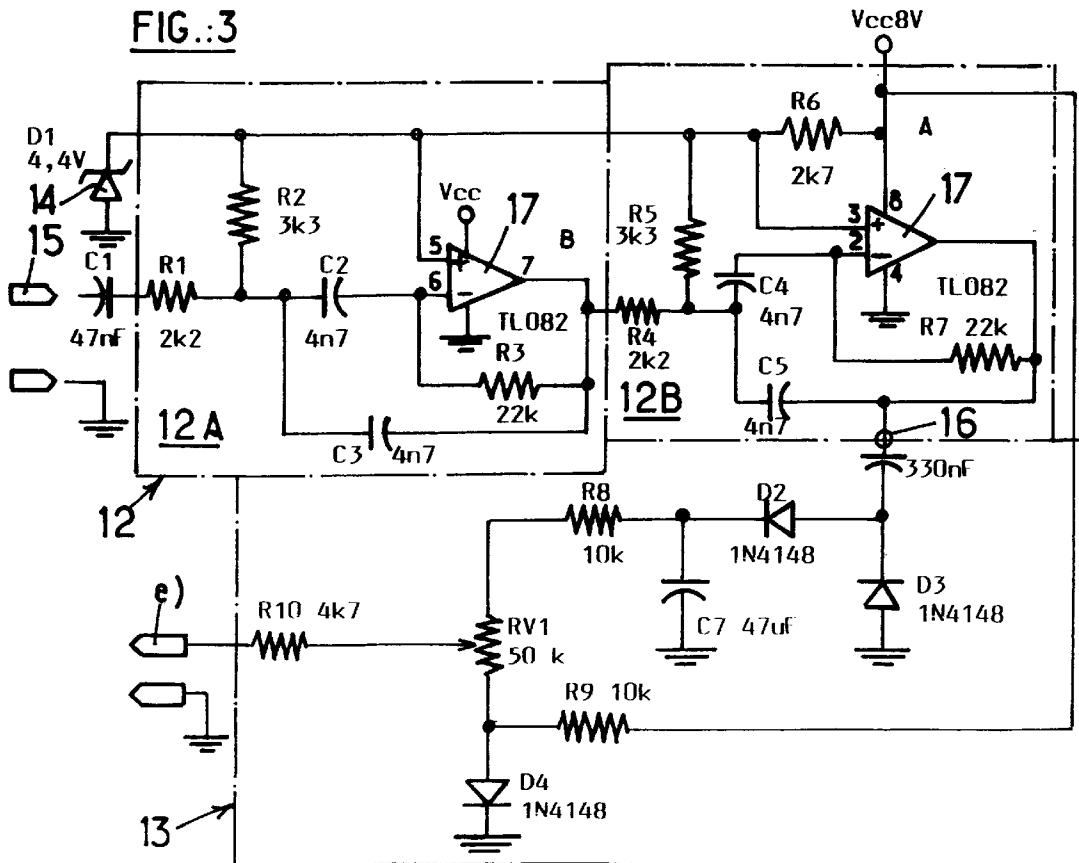 FIG.:3
Vcc8V
D1
4,4V
14
15
C1
47nF
R1
2k2
R2
3k3
C2
4n7
Vcc
17
5
6
7
B
TL082
R3
22k
C3
4n7
12A
12
R4
2k2
R5
3k3
R6
2k7
A
17
8
3
2
4
C4
4n7
TL082
R7 22k
C5
4n7
12B
16
330nF
R8
10k
D2
1N4148
D3
1N4148
C7 47uF
e)
R10 4k7
RV1
50 k
R9 10k
D4
1N4148
13
+
-
+
-